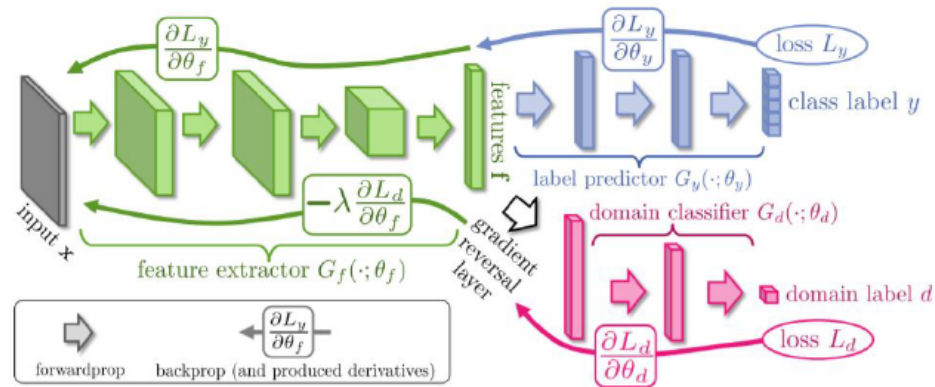 ∂L_y/∂θ_f
∂L_y/∂θ_y
loss L_y
input x
features f
class label y
label predictor G_y(·;θ_y)
−λ ∂L_d/∂θ_f
feature extractor G_f(·;θ_f)
gradient
reversal
layer
domain classifier G_d(·;θ_d)
domain label d
∂L_d/∂θ_d
loss L_d
∂L_y/∂θ_f
forwardprop
backprop (and produced derivatives)